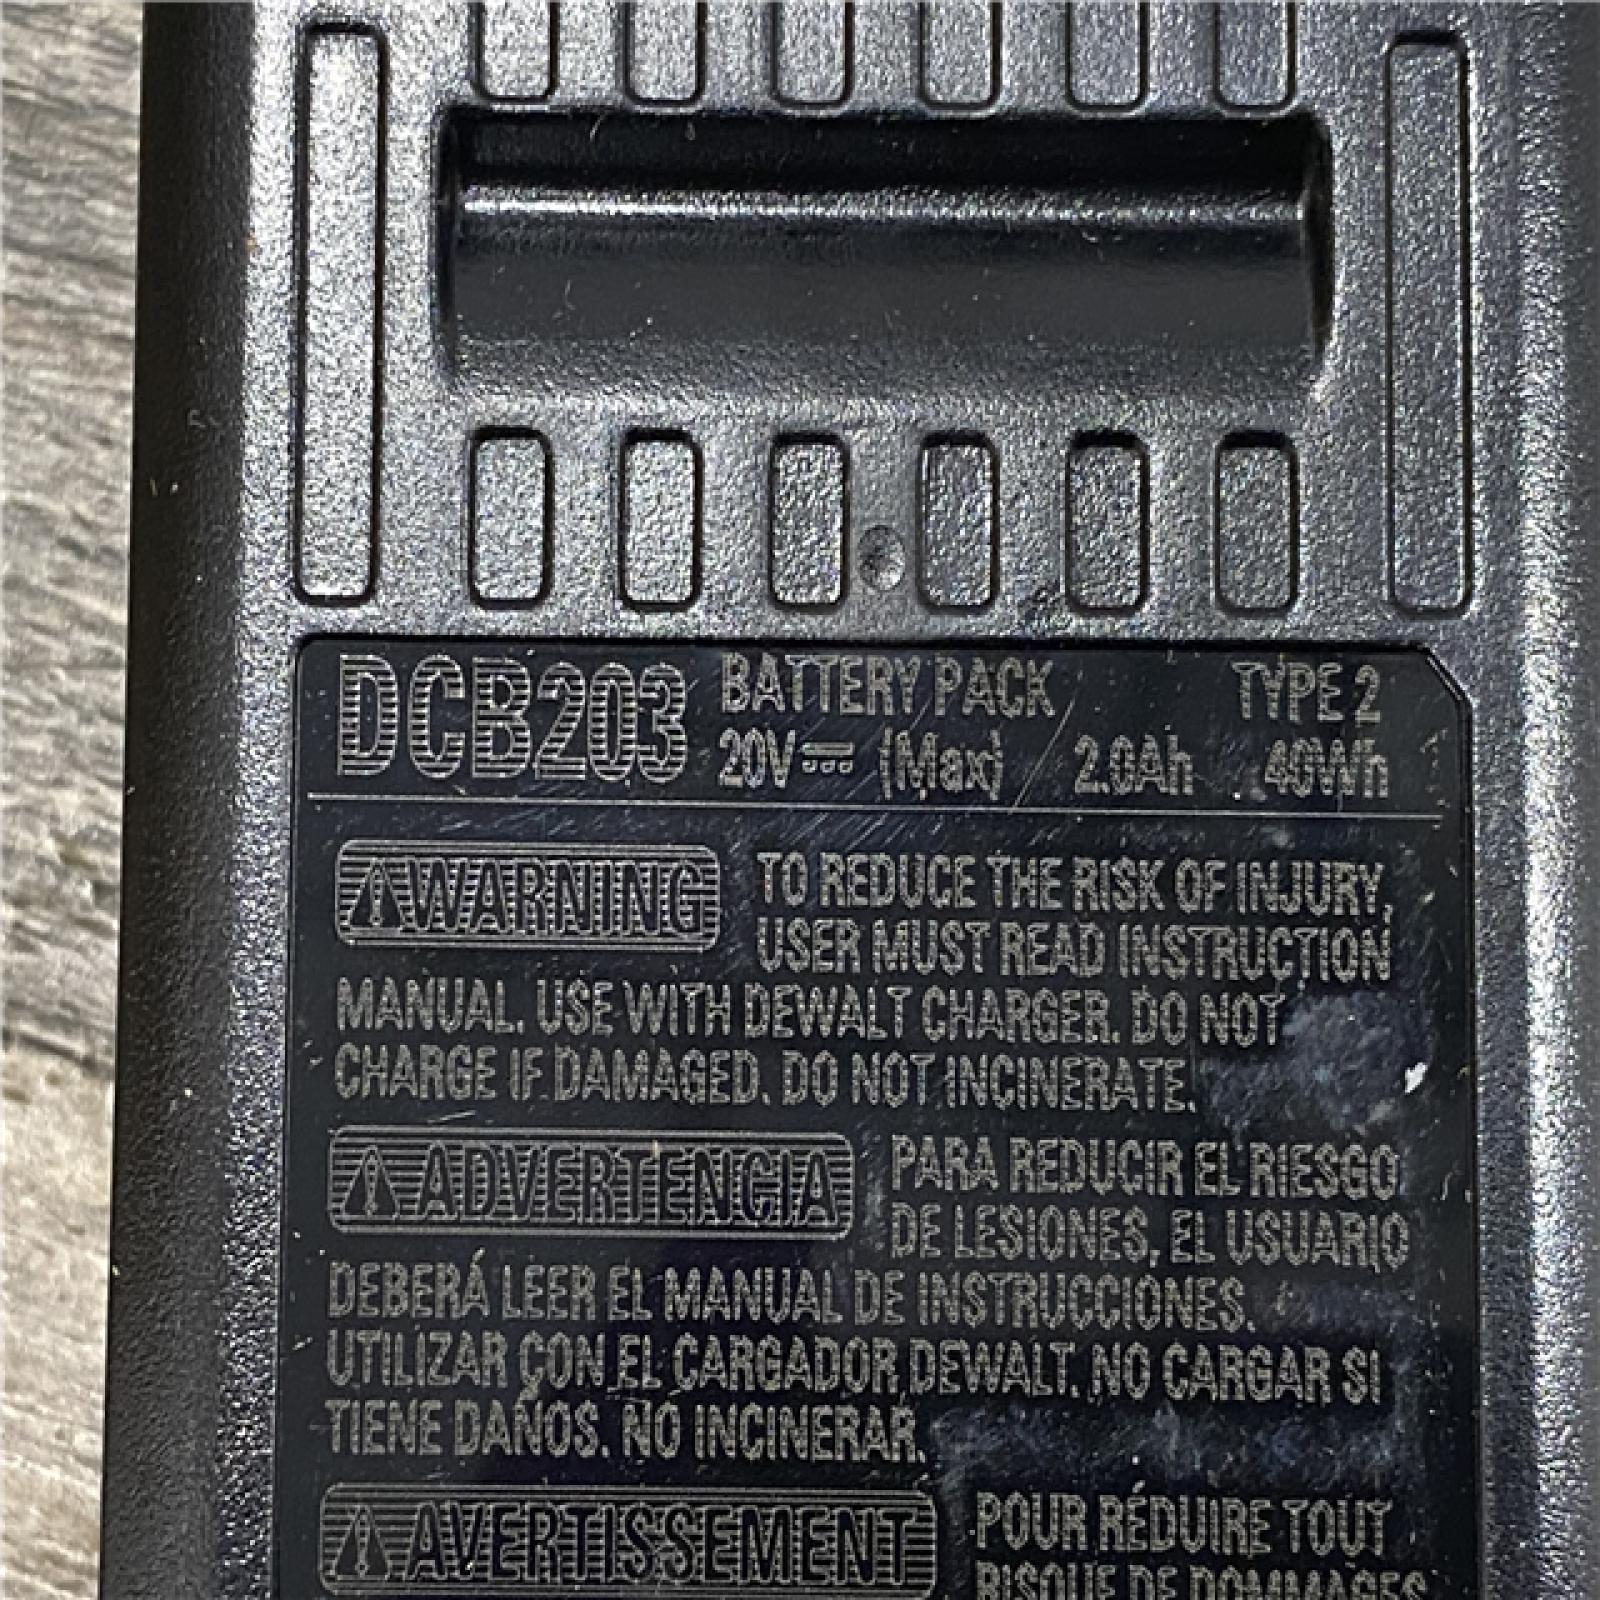 DCB203 BATTERY PACK TYPE 2
20V (Max) 2.0Ah 40Wh
WARNING TO REDUCE THE RISK OF INJURY,
USER MUST READ INSTRUCTION
MANUAL. USE WITH DEWALT CHARGER. DO NOT
CHARGE IF DAMAGED. DO NOT INCINERATE.
ADVERTENCIA PARA REDUCIR EL RIESGO
DE LESIONES, EL USUARIO
DEBERÁ LEER EL MANUAL DE INSTRUCCIONES.
UTILIZAR CON EL CARGADOR DEWALT. NO CARGAR SI
TIENE DAÑOS. NO INCINERAR.
AVERTISSEMENT POUR RÉDUIRE TOUT
RISQUE DE DOMMAGES